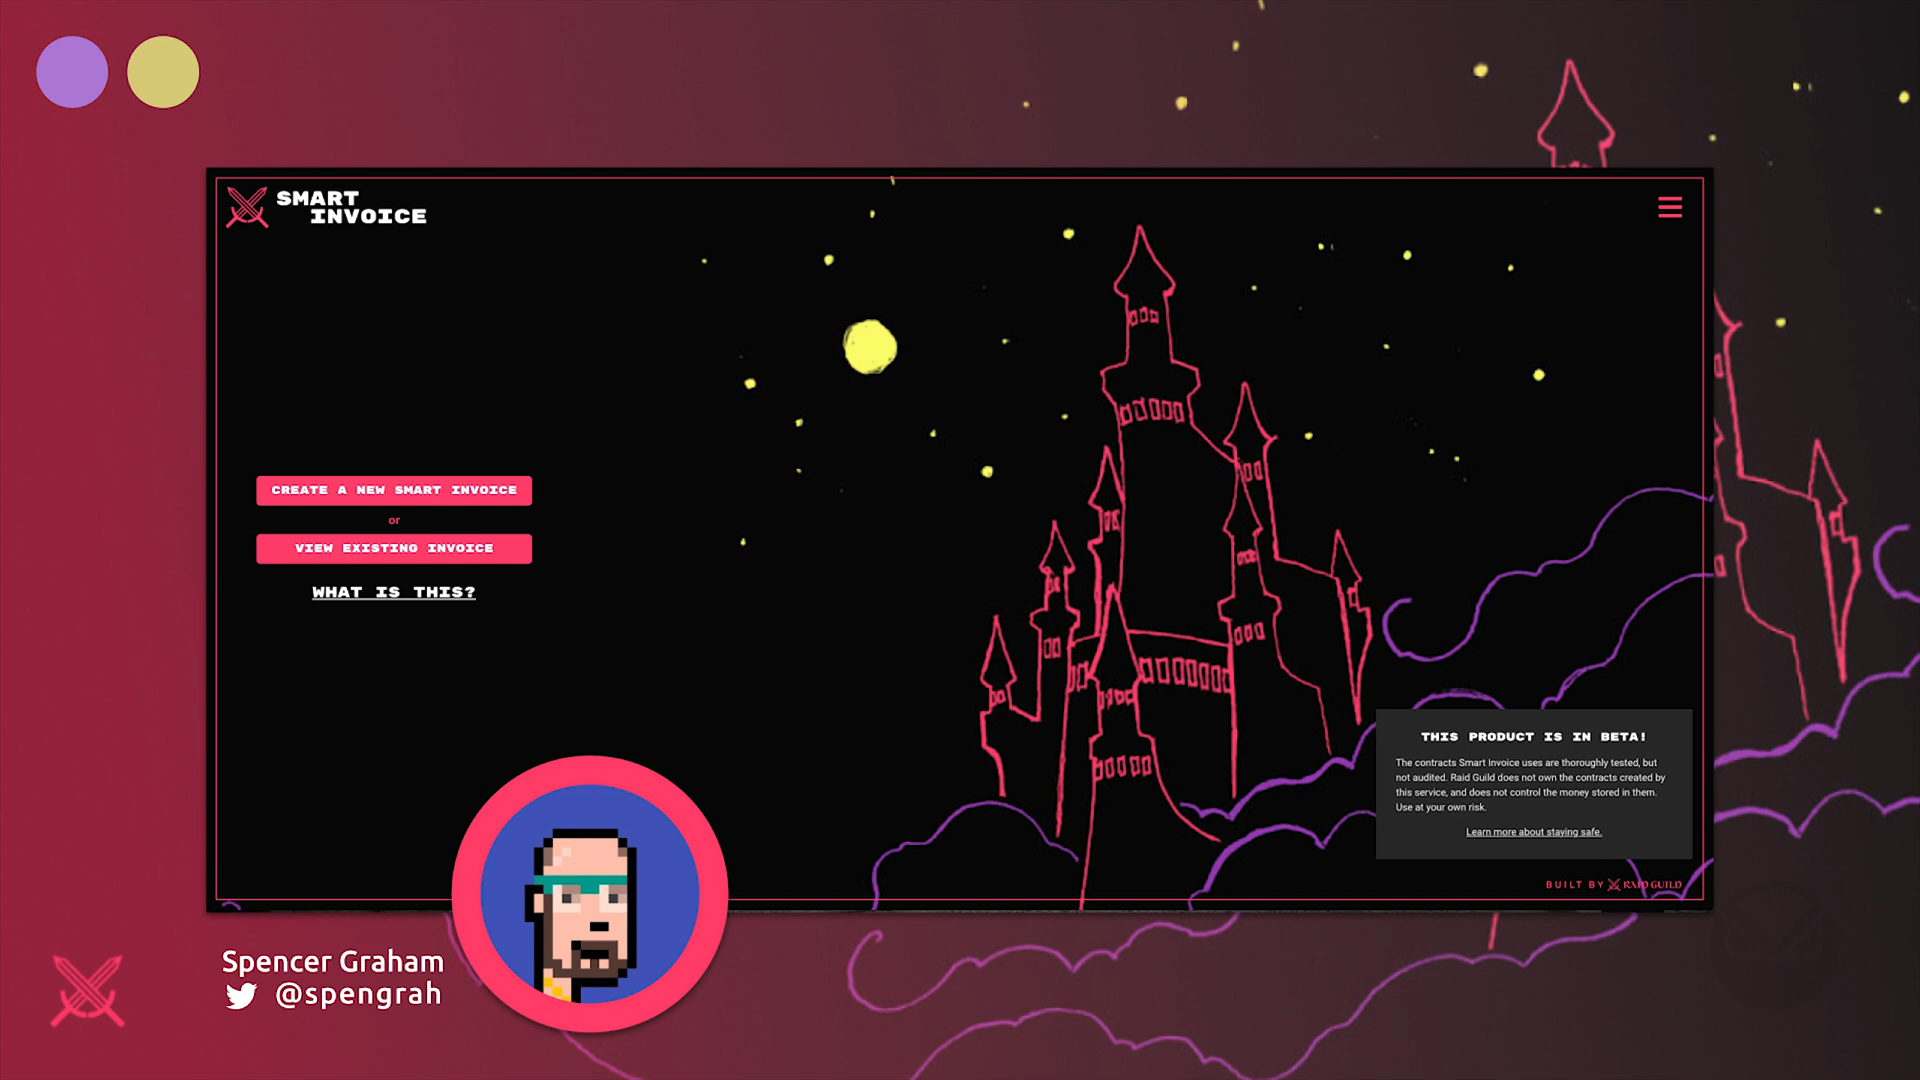 SMART
INVOICE
CREATE A NEW SMART INVOICE
or
VIEW EXISTING INVOICE
WHAT IS THIS?
THIS PRODUCT IS IN BETA!
The contracts Smart Invoice uses are thoroughly tested, but
not audited. Raid Guild does not own the contracts created by
this service, and does not control the money stored in them.
Use at your own risk.
Learn more about staying safe.
BUILT BY RAID GUILD
Spencer Graham
@spengrah